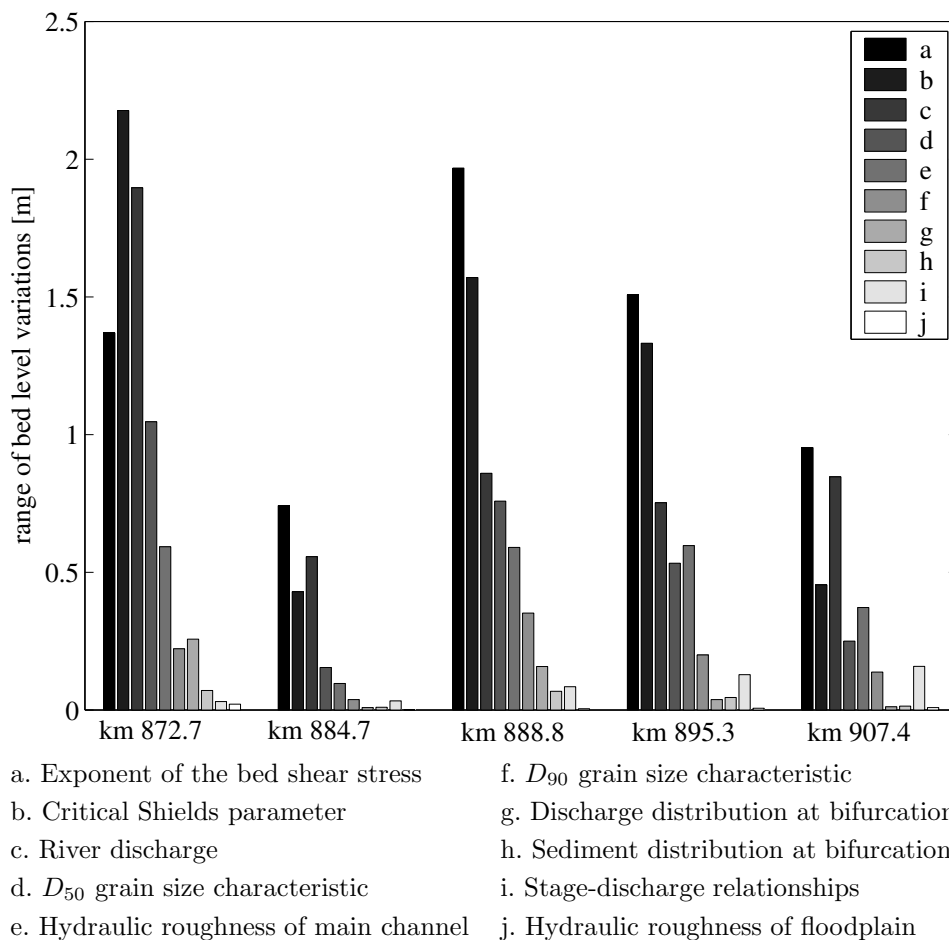 range of bed level variations [m]
2.5
2
1.5
1
0.5
0
a
b
c
d
e
f
g
h
i
j
km 872.7
km 884.7
km 888.8
km 895.3
km 907.4
a. Exponent of the bed shear stress
b. Critical Shields parameter
c. River discharge
d. D50 grain size characteristic
e. Hydraulic roughness of main channel
f. D90 grain size characteristic
g. Discharge distribution at bifurcation
h. Sediment distribution at bifurcation
i. Stage-discharge relationships
j. Hydraulic roughness of floodplain